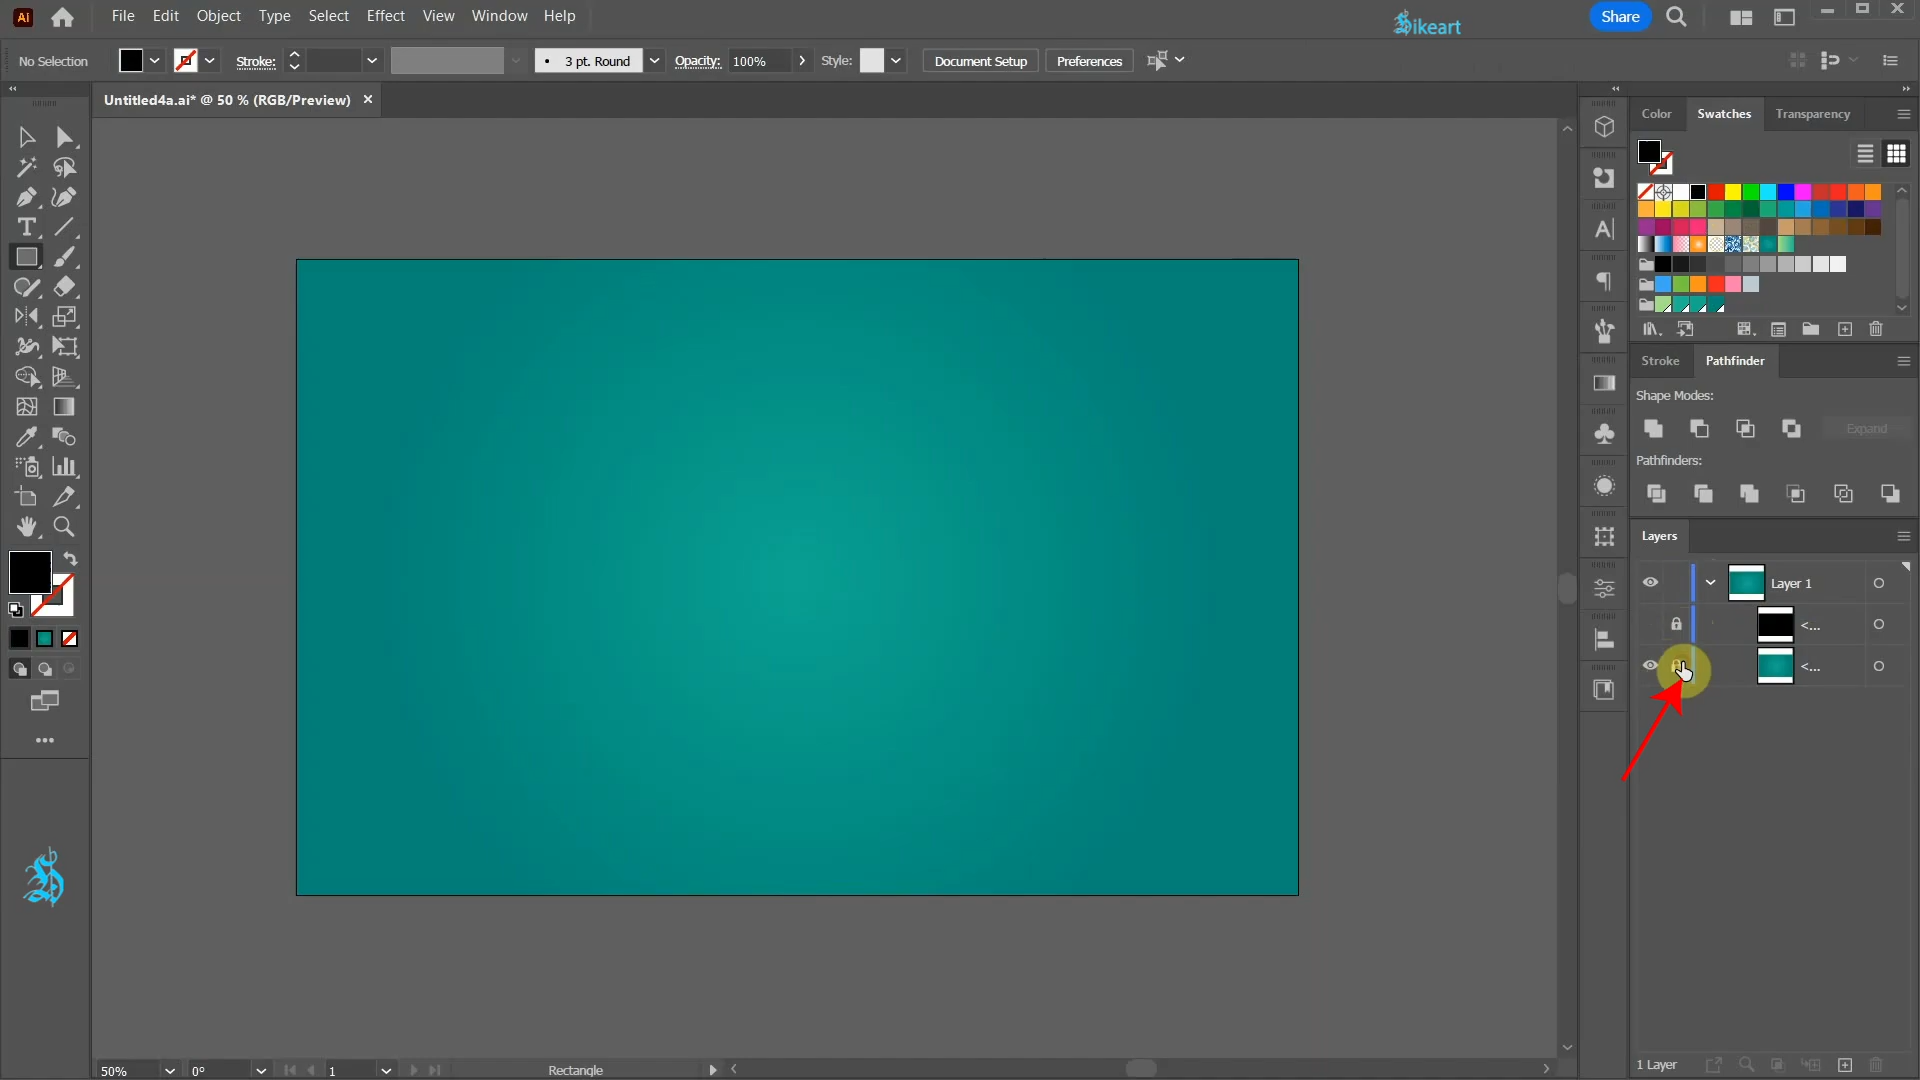 Ai File Edit Object Type Select Effect View Window Help
Sikeart
Share
No Selection
Stroke:
3 pt. Round
Opacity: 100%
Style:
Document Setup
Preferences
Untitled4a.ai* @ 50 % (RGB/Preview)
Color Swatches Transparency
Stroke Pathfinder
Shape Modes:
Expand
Pathfinders:
Layers
Layer 1
<...
<...
1 Layer
50%
0°
1
Rectangle